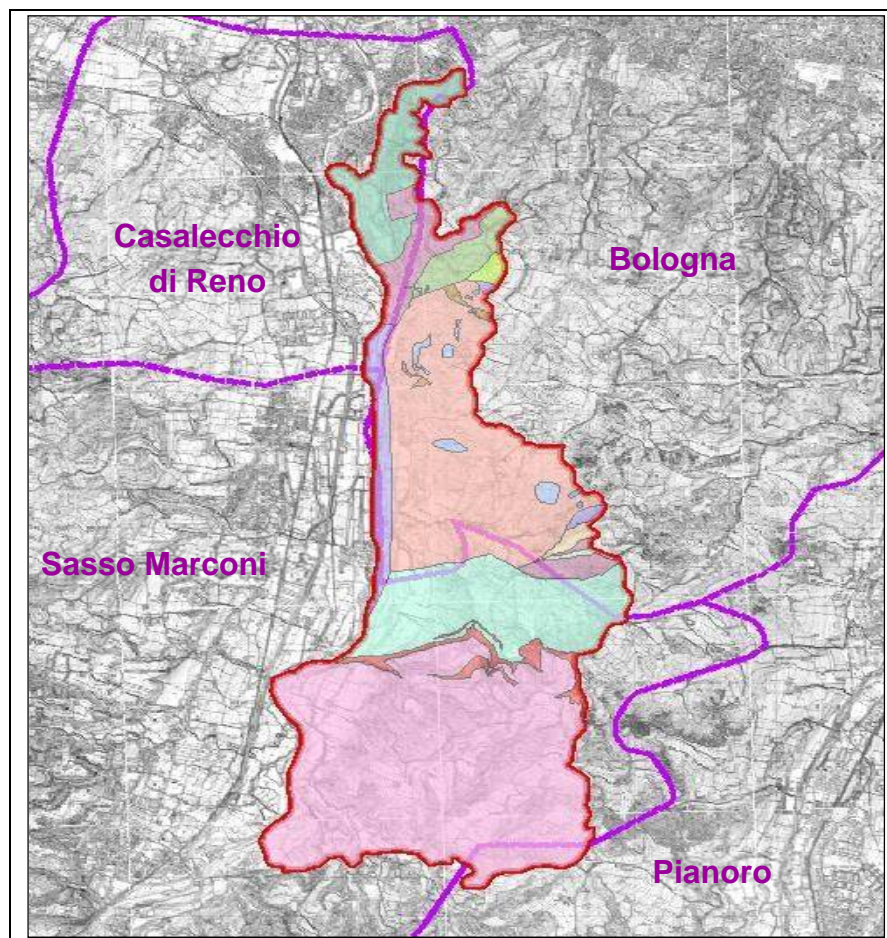 Casalecchio
di Reno
Bologna
Sasso Marconi
Pianoro